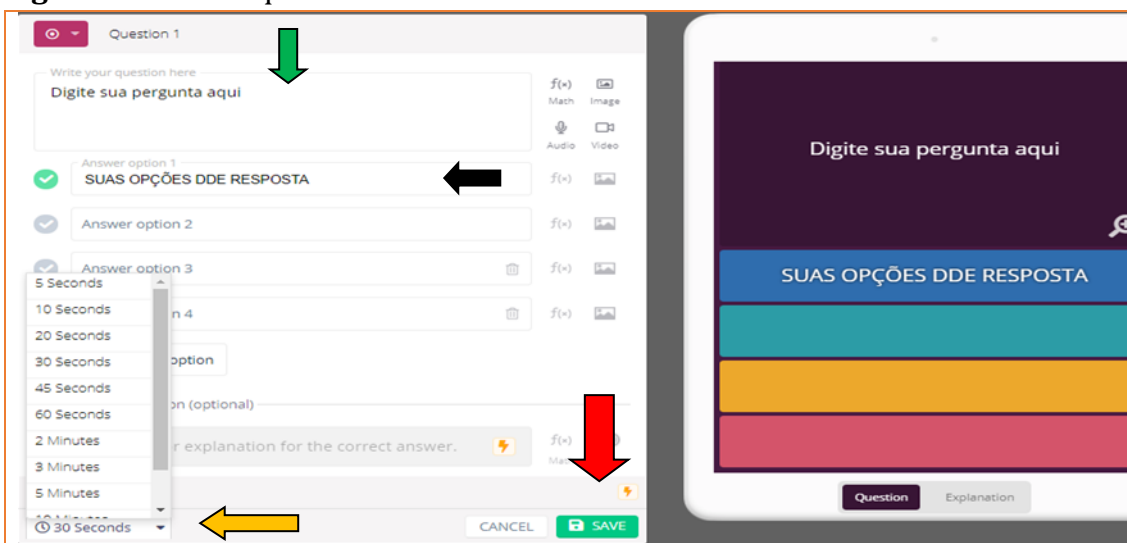 Question 1
Write your question here
Digite sua pergunta aqui
f(×) Math
Image
Audio
Video
Answer option 1
SUAS OPÇÕES DDE RESPOSTA
f(×)
Answer option 2
f(×)
Answer option 3
f(×)
n 4
f(×)
option
on (optional)
r explanation for the correct answer.
f(×)
5 Seconds
10 Seconds
20 Seconds
30 Seconds
45 Seconds
60 Seconds
2 Minutes
3 Minutes
5 Minutes
30 Seconds
CANCEL
SAVE
Digite sua pergunta aqui
SUAS OPÇÕES DDE RESPOSTA
Question
Explanation